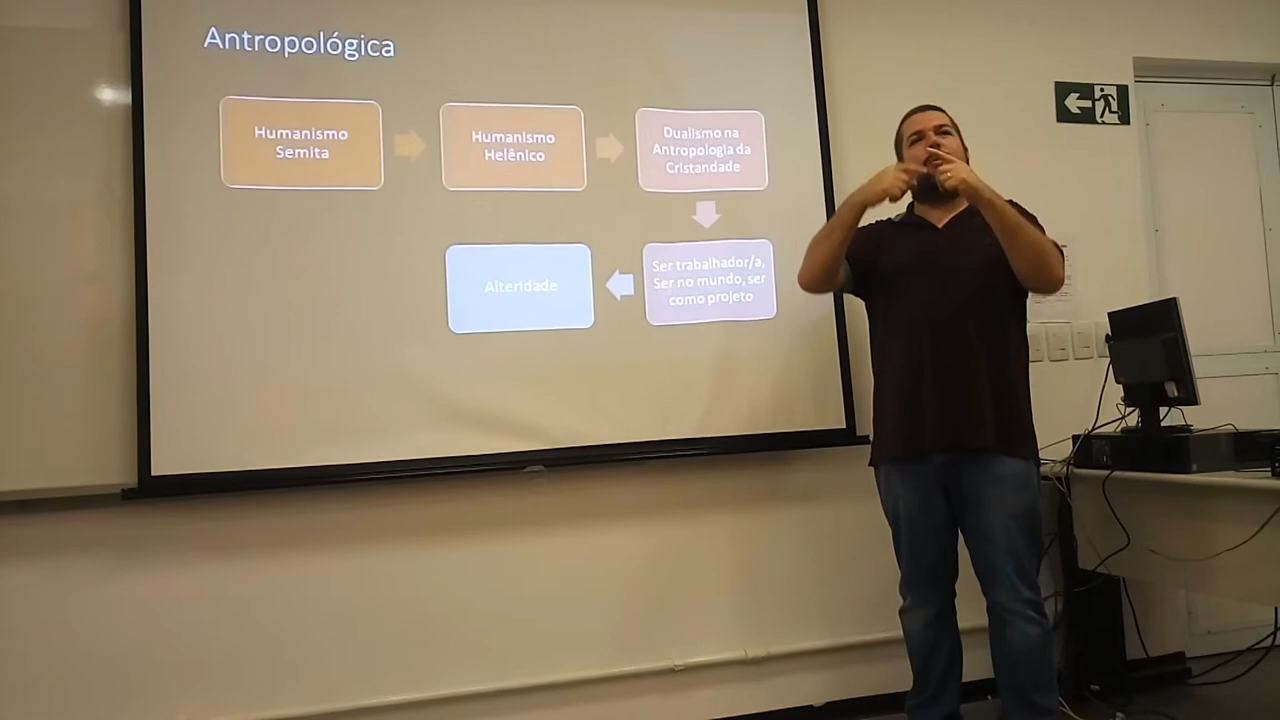 Antropológica
Humanismo
Semita
Humanismo
Helênico
Dualismo na
Antropologia da
Cristandade
Ser trabalhador/a,
Ser no mundo, ser
como projeto
Alteridade